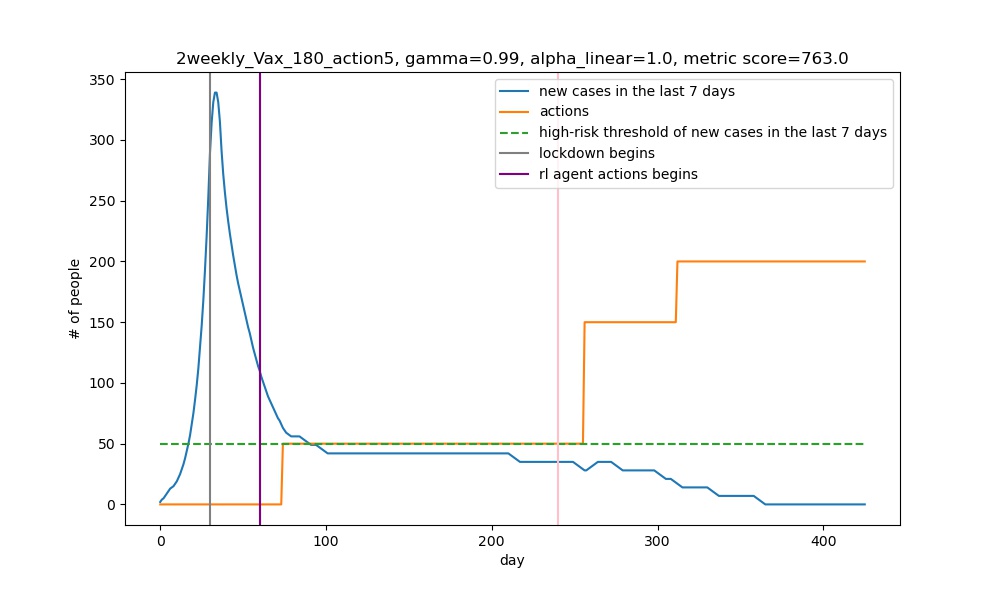 2weekly_Vax_180_action5, gamma=0.99, alpha_linear=1.0, metric score=763.0
350
300
250
200
150
100
50
0
# of people
new cases in the last 7 days
actions
high-risk threshold of new cases in the last 7 days
lockdown begins
rl agent actions begins
0
100
200
300
400
day